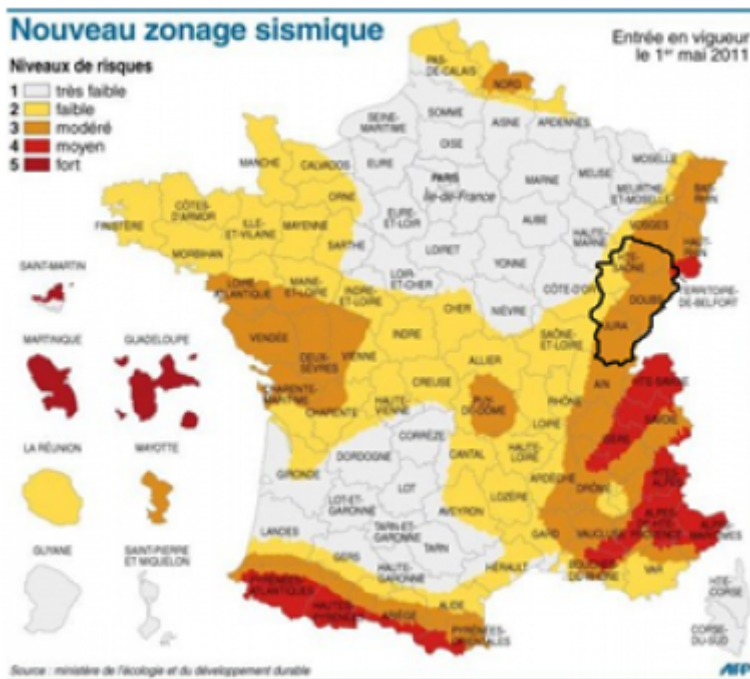 Nouveau zonage sismique
Entrée en vigueur
le 1er mai 2011
Niveaux de risques
1 très faible
2 faible
3 modéré
4 moyen
5 fort
PAS-
DE-CALAIS
NORD
SOMME
SEINE-
MARITIME
AISNE
ARDENNES
OISE
MANCHE
CALVADOS
EURE
PARIS
Île-de-France
MARNE
MEUSE
MOSELLE
MEURTHE-
ET-MOSELLE
BAS-
RHIN
ORNE
CÔTES-
D'ARMOR
FINISTÈRE
ILLE-
ET-VILAINE
MAYENNE
EURE-
ET-LOIR
AUBE
VOSGES
HAUTE-
MARNE
HAUT-
RHIN
MORBIHAN
SARTHE
LOIRET
YONNE
HTE-
SAÔNE
SAINT-MARTIN
LOIRE-
ATLANTIQUE
MAINE-
ET-LOIRE
INDRE-
ET-LOIRE
LOIR-
ET-CHER
CÔTE-D'OR
TERRITOIRE-
DE-BELFORT
DOUBS
CHER
NIÈVRE
JURA
MARTINIQUE
GUADELOUPE
VENDÉE
DEUX-
SÈVRES
VIENNE
INDRE
SAÔNE-
ET-LOIRE
ALLIER
CREUSE
AIN
HTE-SAVOIE
CHARENTE-
MARITIME
CHARENTE
HAUTE-
VIENNE
PUY-
DE-DÔME
RHÔNE
LOIRE
SAVOIE
ISÈRE
LA RÉUNION
MAYOTTE
CORRÈZE
DORDOGNE
CANTAL
HAUTE-
LOIRE
GIRONDE
LOT
ARDÈCHE
DRÔME
HTES-
ALPES
LOT-ET-
GARONNE
LOZÈRE
AVEYRON
LANDES
TARN-ET-
GARONNE
TARN
GARD
VAUCLUSE
ALPES-
DE-HTE-
PROVENCE
ALPES-
MARITIMES
GUYANE
SAINT-PIERRE
ET MIQUELON
GERS
HAUTE-
GARONNE
HÉRAULT
BOUCHES-
DU-RHÔNE
VAR
HTE-
CORSE
PYRÉNÉES-
ATLANTIQUES
HAUTES-
PYRÉNÉES
ARIÈGE
AUDE
PYRÉNÉES-
ORIENTALES
CORSE-
DU-SUD
Source : ministère de l'écologie et du développement durable
AFP